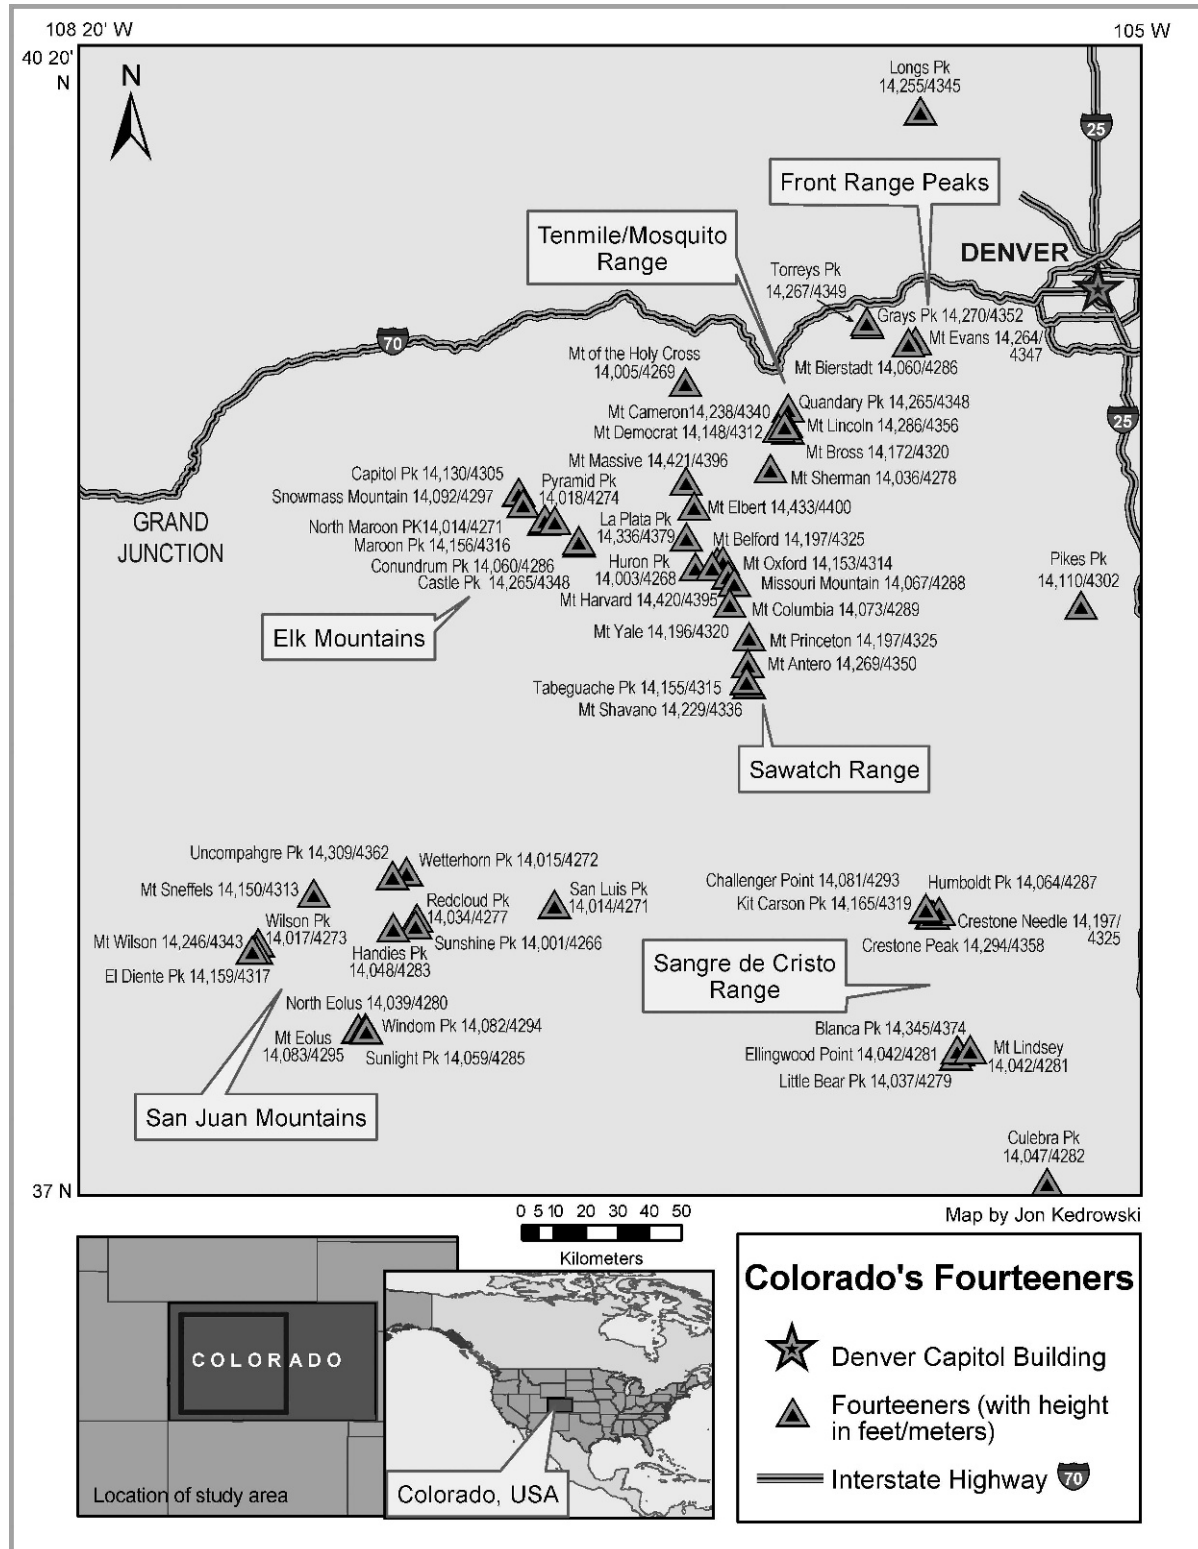 108 20' W
105 W
40 20'
N
N
Longs Pk
14,255/4345
25
Front Range Peaks
Tenmile/Mosquito
Range
DENVER
Torreys Pk
14,267/4349
Grays Pk 14,270/4352
Mt Evans 14,264/
4347
70
Mt Bierstadt 14,060/4286
Mt of the Holy Cross
14,005/4269
Quandary Pk 14,265/4348
Mt Cameron14,238/4340
Mt Lincoln 14,286/4356
Mt Democrat 14,148/4312
25
Mt Bross 14,172/4320
Mt Massive 14,421/4396
Mt Sherman 14,036/4278
Capitol Pk 14,130/4305
Pyramid Pk
14,018/4274
Snowmass Mountain 14,092/4297
Mt Elbert 14,433/4400
GRAND
JUNCTION
North Maroon PK14,014/4271
La Plata Pk
14,336/4379
Maroon Pk 14,156/4316
Mt Belford 14,197/4325
Conundrum Pk 14,060/4286
Huron Pk
14,003/4268
Mt Oxford 14,153/4314
Castle Pk 14,265/4348
Missouri Mountain 14,067/4288
Pikes Pk
14,110/4302
Mt Harvard 14,420/4395
Mt Columbia 14,073/4289
Elk Mountains
Mt Yale 14,196/4320
Mt Princeton 14,197/4325
Mt Antero 14,269/4350
Tabeguache Pk 14,155/4315
Mt Shavano 14,229/4336
Sawatch Range
Uncompahgre Pk 14,309/4362
Wetterhorn Pk 14,015/4272
Mt Sneffels 14,150/4313
Redcloud Pk
14,034/4277
San Luis Pk
14,014/4271
Challenger Point 14,081/4293
Humboldt Pk 14,064/4287
Kit Carson Pk 14,165/4319
Wilson Pk
14,017/4273
Mt Wilson 14,246/4343
Sunshine Pk 14,001/4266
Crestone Needle 14,197/
4325
Handies Pk
14,048/4283
Crestone Peak 14,294/4358
El Diente Pk 14,159/4317
Sangre de Cristo
Range
North Eolus 14,039/4280
Mt Eolus
14,083/4295
Windom Pk 14,082/4294
Sunlight Pk 14,059/4285
Blanca Pk 14,345/4374
Ellingwood Point 14,042/4281
Mt Lindsey
14,042/4281
Little Bear Pk 14,037/4279
San Juan Mountains
Culebra Pk
14,047/4282
37 N
0 5 10 20 30 40 50
Kilometers
Map by Jon Kedrowski
COLORADO
Location of study area
Colorado, USA
Colorado's Fourteeners
Denver Capitol Building
Fourteeners (with height
in feet/meters)
Interstate Highway 70